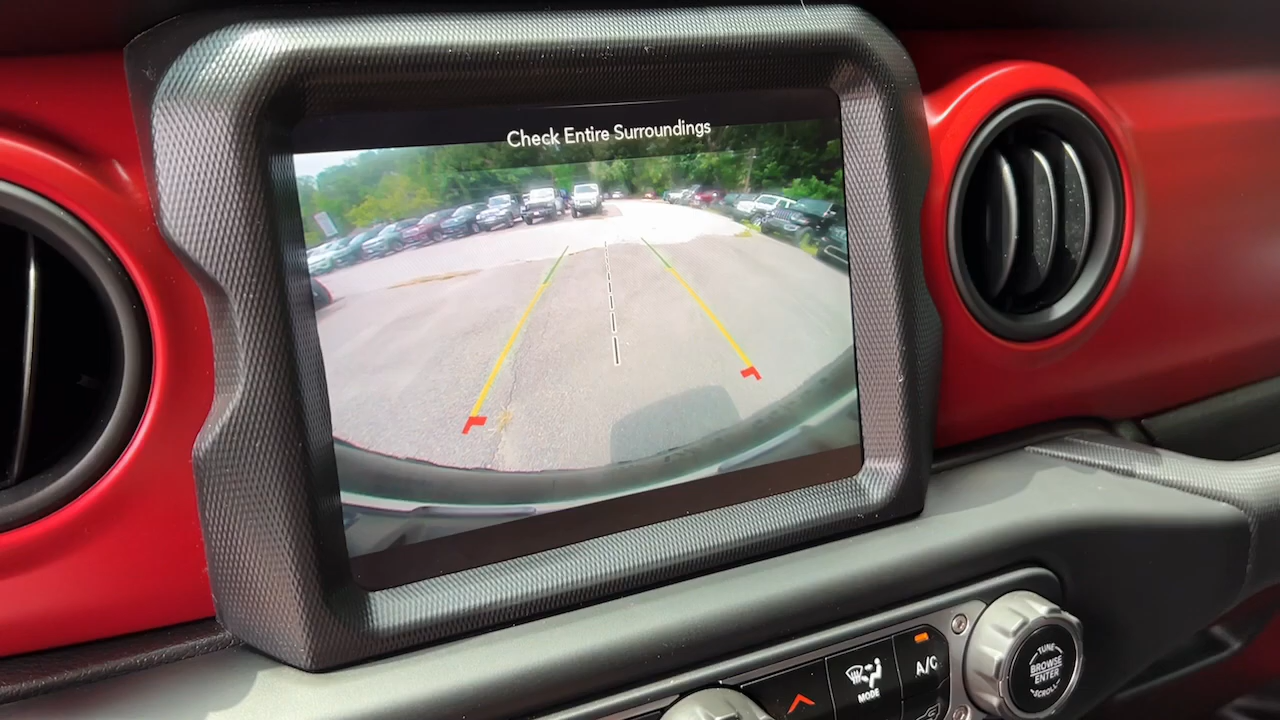 Check Entire Surroundings
MODE
A/C
TUNE
BROWSE
ENTER
SCROLL